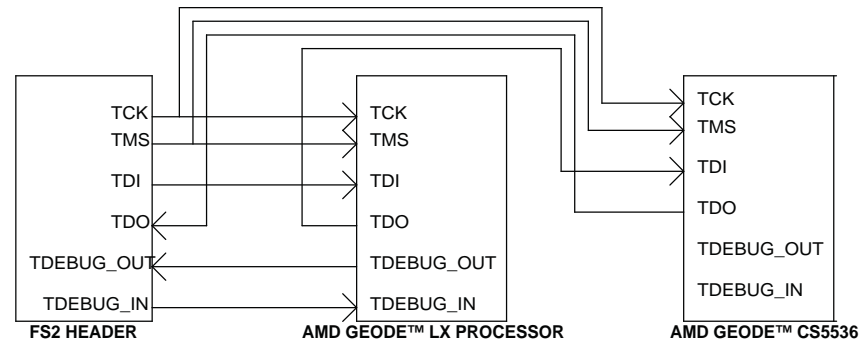 TCK
TMS
TDI
TDO
TDEBUG_OUT
TDEBUG_IN
FS2 HEADER
TCK
TMS
TDI
TDO
TDEBUG_OUT
TDEBUG_IN
AMD GEODE™ LX PROCESSOR
TCK
TMS
TDI
TDO
TDEBUG_OUT
TDEBUG_IN
AMD GEODE™ CS5536